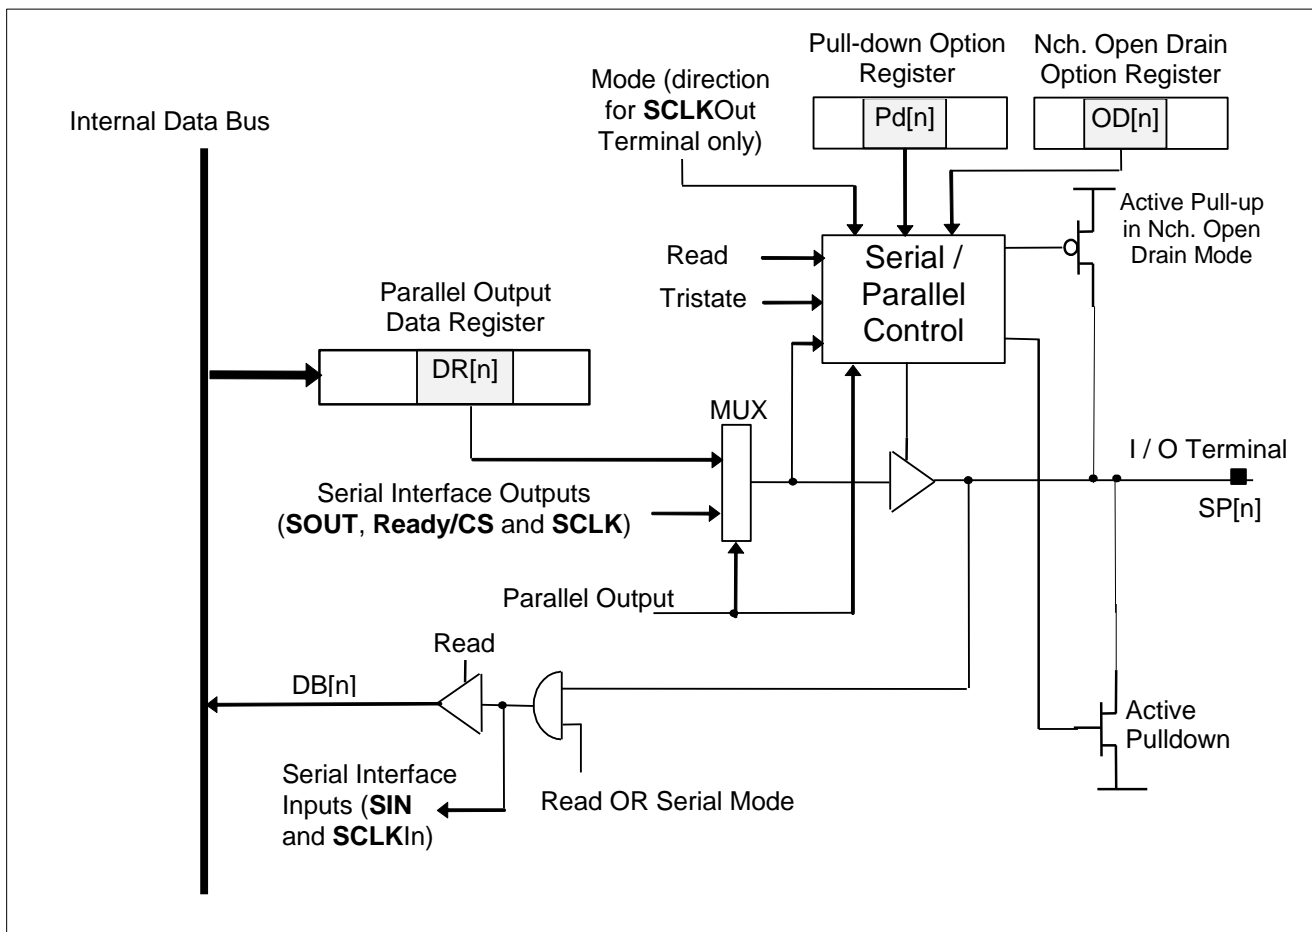 Pull-down Option
Register
Nch. Open Drain
Option Register
Mode (direction
for SCLKOut
Terminal only)
Pd[n]
OD[n]
Internal Data Bus
Active Pull-up
in Nch. Open
Drain Mode
Read
Tristate
Serial /
Parallel
Control
Parallel Output
Data Register
DR[n]
MUX
I / O Terminal
SP[n]
Serial Interface Outputs
(SOUT, Ready/CS and SCLK)
Parallel Output
Read
DB[n]
Active
Pulldown
Serial Interface
Inputs (SIN
and SCLKIn)
Read OR Serial Mode